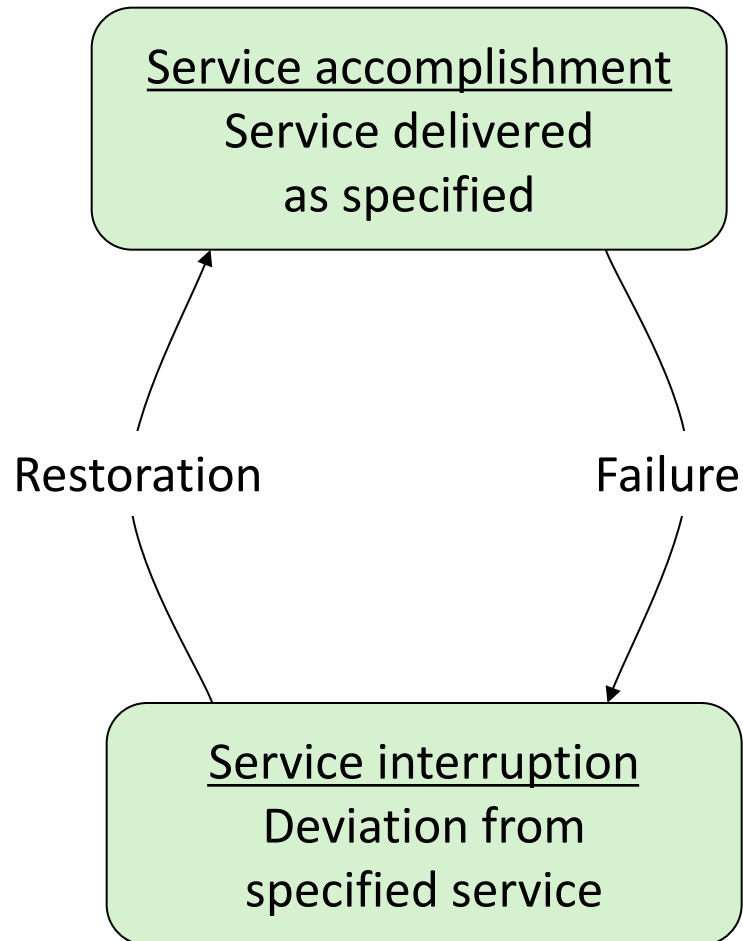 Service accomplishment
Service delivered
as specified
Restoration
Failure
Service interruption
Deviation from
specified service